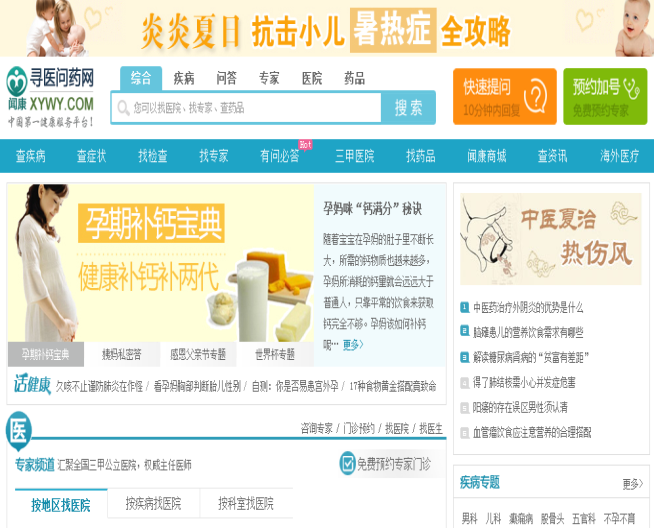 炎炎夏日 抗击小儿 暑热症 全攻略
寻医问药网
闻康 XYWY.COM
中国第一健康服务平台!
综合 疾病 问答 专家 医院 药品
您可以找医院、找专家、查药品
搜 索
快速提问
10分钟内回复
预约加号
免费预约专家
查疾病 查症状 找检查 找专家 有问必答 Hot 三甲医院 找药品 闻康商城 查资讯 海外医疗
孕期补钙宝典
健康补钙补两代
孕期补钙宝典 姨妈私密答 感恩父亲节专题 世界杯专题
孕妈咪“钙满分”秘诀
随着宝宝在孕妈的肚子里不断长
大，所需的钙物质也越来越多，
孕妈所消耗的钙里就会远远大于
普通人，只靠平常的饮食来获取
钙完全不够。孕妈该如何补钙
呢… 更多>
话健康 久咳不止谨防肺炎在作怪 / 看孕妈胸部判断胎儿性别 / 自测：你是否易患宫外孕 / 17种食物黄金搭配腐致命
中医夏治
热伤风
1 中医药治疗外阴炎的优势是什么
2 脑瘫患儿的营养饮食需求有哪些
3 解读糖尿病肾病的“贫富有差距”
4 得了肺结核需小心并发症危害
5 阳痿的存在误区男性须认清
6 血管瘤饮食应注意营养的合理搭配
医
咨询专家 / 门诊预约 / 找医院 / 找医生
专家频道 汇聚全国三甲公立医院，权威主任医师
免费预约专家门诊
按地区找医院 按疾病找医院 按科室找医院
疾病专题 更多>
男科 儿科 癫痫病 股骨头 五官科 不孕不育